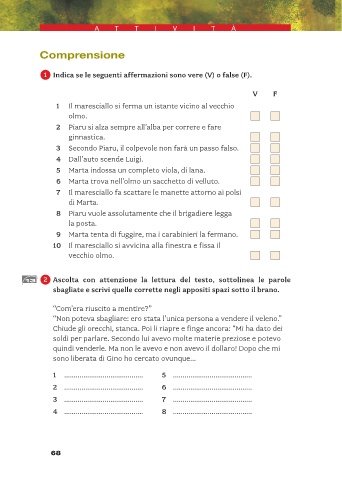 ATTIVITÀ
Comprensione
1 Indica se le seguenti affermazioni sono vere (V) o false (F).
V F
1 Il maresciallo si ferma un istante vicino al vecchio
olmo.
2 Piaru si alza sempre all'alba per correre e fare
ginnastica.
3 Secondo Piaru, il colpevole non farà un passo falso.
4 Dall'auto scende Luigi.
5 Marta indossa un completo viola, di lana.
6 Marta trova nell'olmo un sacchetto di velluto.
7 Il maresciallo fa scattare le manette attorno ai polsi
di Marta.
8 Piaru vuole assolutamente che il brigadiere legga
la posta.
9 Marta tenta di fuggire, ma i carabinieri la fermano.
10 Il maresciallo si avvicina alla finestra e fissa il
vecchio olmo.
2 Ascolta con attenzione la lettura del testo, sottolinea le parole
sbagliate e scrivi quelle corrette negli appositi spazi sotto il brano.
“Com'era riuscito a mentire?”
“Non poteva sbagliare: ero stata l'unica persona a vendere il veleno.”
Chiude gli orecchi, stanca. Poi li riapre e finge ancora: “Mi ha dato dei
soldi per parlare. Secondo lui avevo molte materie preziose e potevo
quindi venderle. Ma non le avevo e non avevo il dollaro! Dopo che mi
sono liberata di Gino ho cercato ovunque...
1 ........................................ 5 ........................................
2 ........................................ 6 ........................................
3 ........................................ 7 ........................................
4 ........................................ 8 ........................................
68